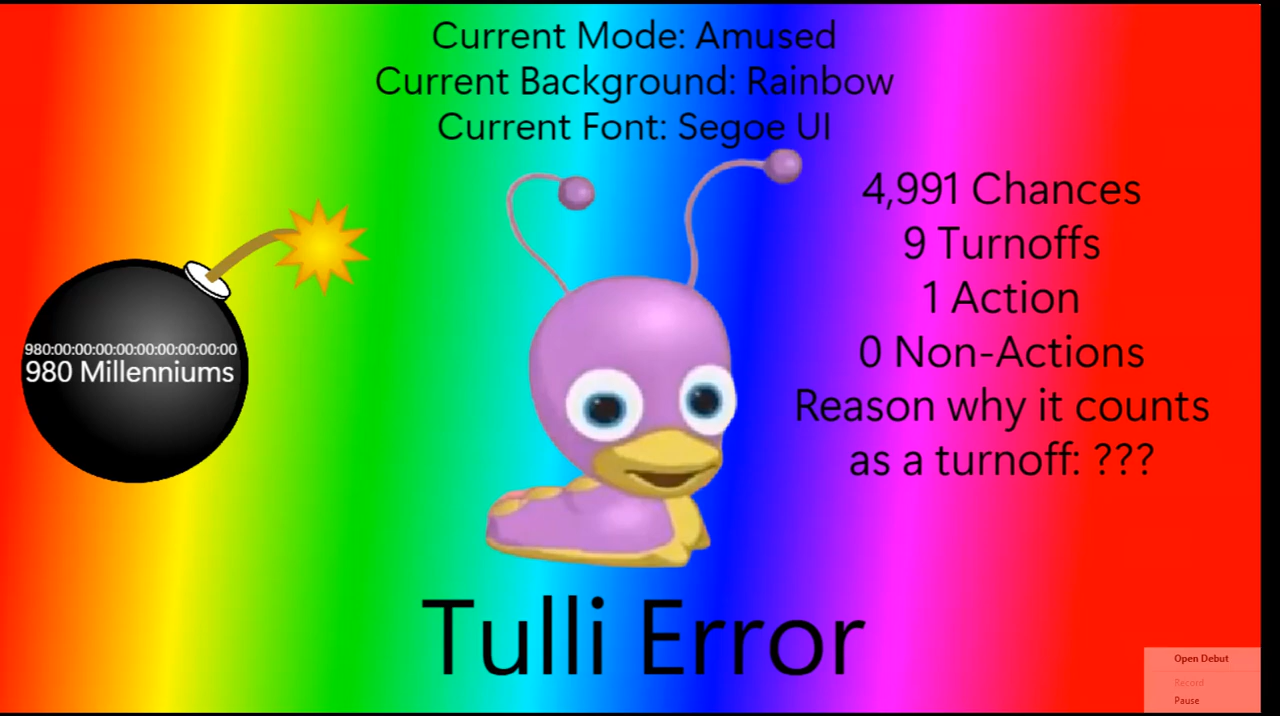 Current Mode: Amused
Current Background: Rainbow
Current Font: Segoe UI
4,991 Chances
9 Turnoffs
1 Action
0 Non-Actions
Reason why it counts
as a turnoff: ???
980:00:00:00:00:00:00:00:00:00
980 Millenniums
Tulli Error
Open Debut
Record
Pause